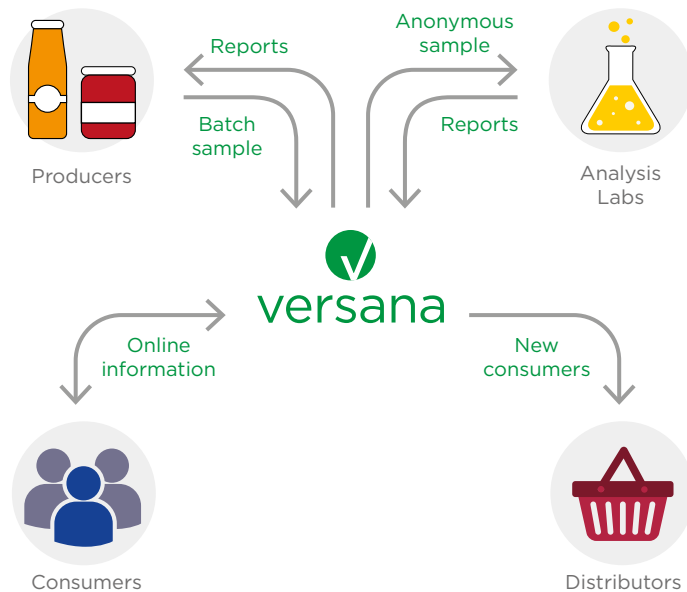 Reports
Anonymous
sample
Batch
sample
Reports
Producers
Analysis
Labs
versana
Online
information
New
consumers
Consumers
Distributors